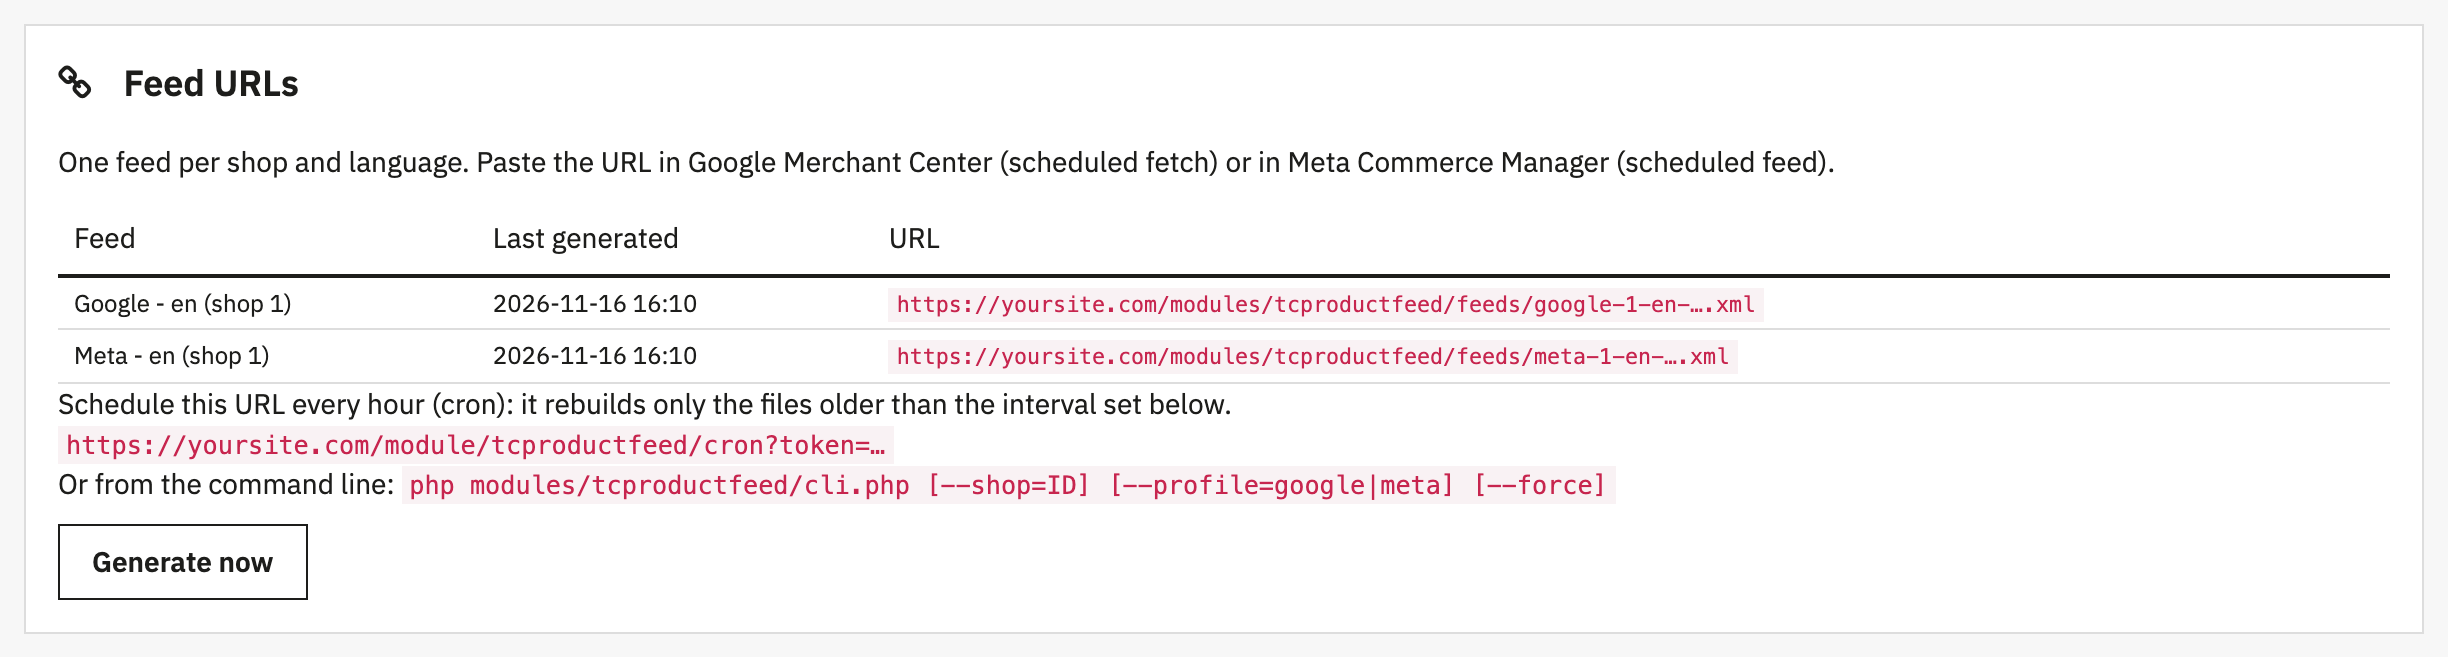 Feed URLs
One feed per shop and language. Paste the URL in Google Merchant Center (scheduled fetch) or in Meta Commerce Manager (scheduled feed).
Feed Last generated URL
Google - en (shop 1) 2026-11-16 16:10 https://yoursite.com/modules/tcproductfeed/feeds/google-1-en-….xml
Meta - en (shop 1) 2026-11-16 16:10 https://yoursite.com/modules/tcproductfeed/feeds/meta-1-en-….xml
Schedule this URL every hour (cron): it rebuilds only the files older than the interval set below.
https://yoursite.com/module/tcproductfeed/cron?token=…
Or from the command line: php modules/tcproductfeed/cli.php [--shop=ID] [--profile=google|meta] [--force]
Generate now